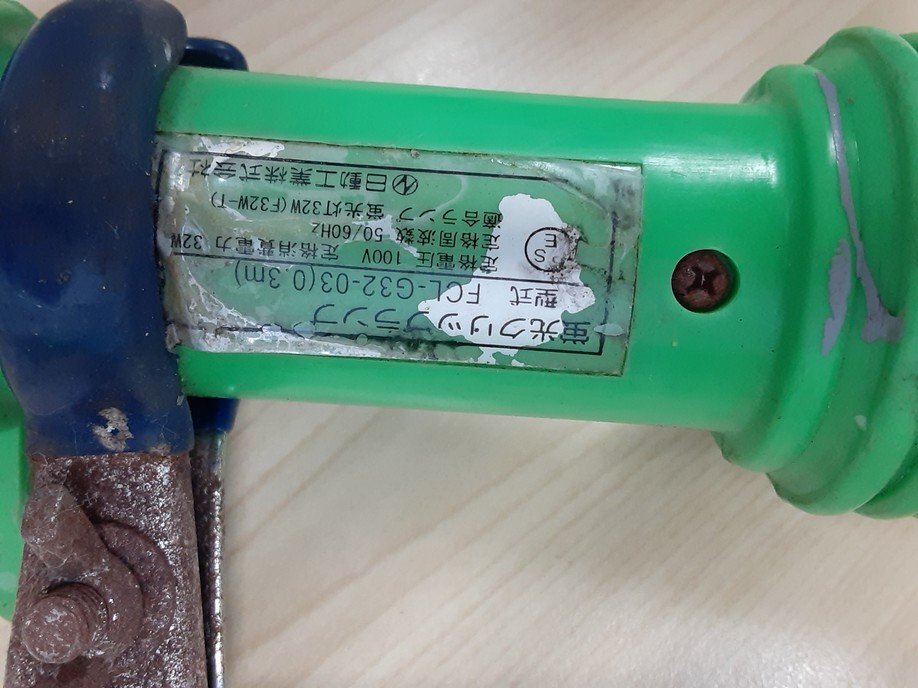 蛍光クリップランプ
型式 FCL-G32-03(0.3m)
定格電圧 100V 定格消費電力 32W
定格周波数 50/60Hz
適合ランプ 蛍光灯32W(F32W-T)
日動工業株式会社
S
E